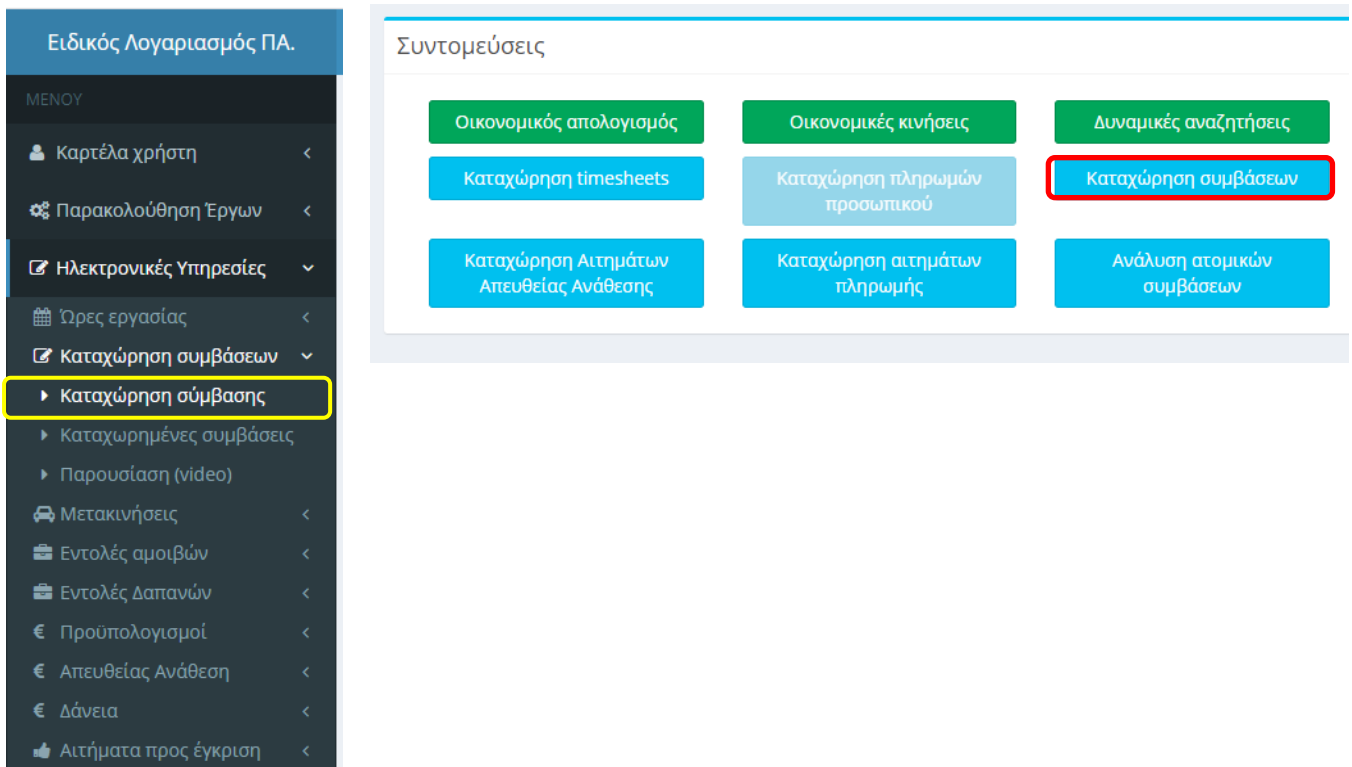 Ειδικός Λογαριασμός ΠΑ.
ΜΕΝΟΥ
Καρτέλα χρήστη
Παρακολούθηση Έργων
Ηλεκτρονικές Υπηρεσίες
Ώρες εργασίας
Καταχώρηση συμβάσεων
Καταχώρηση σύμβασης
Καταχωρημένες συμβάσεις
Παρουσίαση (video)
Μετακινήσεις
Εντολές αμοιβών
Εντολές Δαπανών
€ Προϋπολογισμοί
€ Απευθείας Ανάθεση
€ Δάνεια
Αιτήματα προς έγκριση
Συντομεύσεις
Οικονομικός απολογισμός
Οικονομικές κινήσεις
Δυναμικές αναζητήσεις
Καταχώρηση timesheets
Καταχώρηση πληρωμών
προσωπικού
Καταχώρηση συμβάσεων
Καταχώρηση Αιτημάτων
Απευθείας Ανάθεσης
Καταχώρηση αιτημάτων
πληρωμής
Ανάλυση ατομικών
συμβάσεων